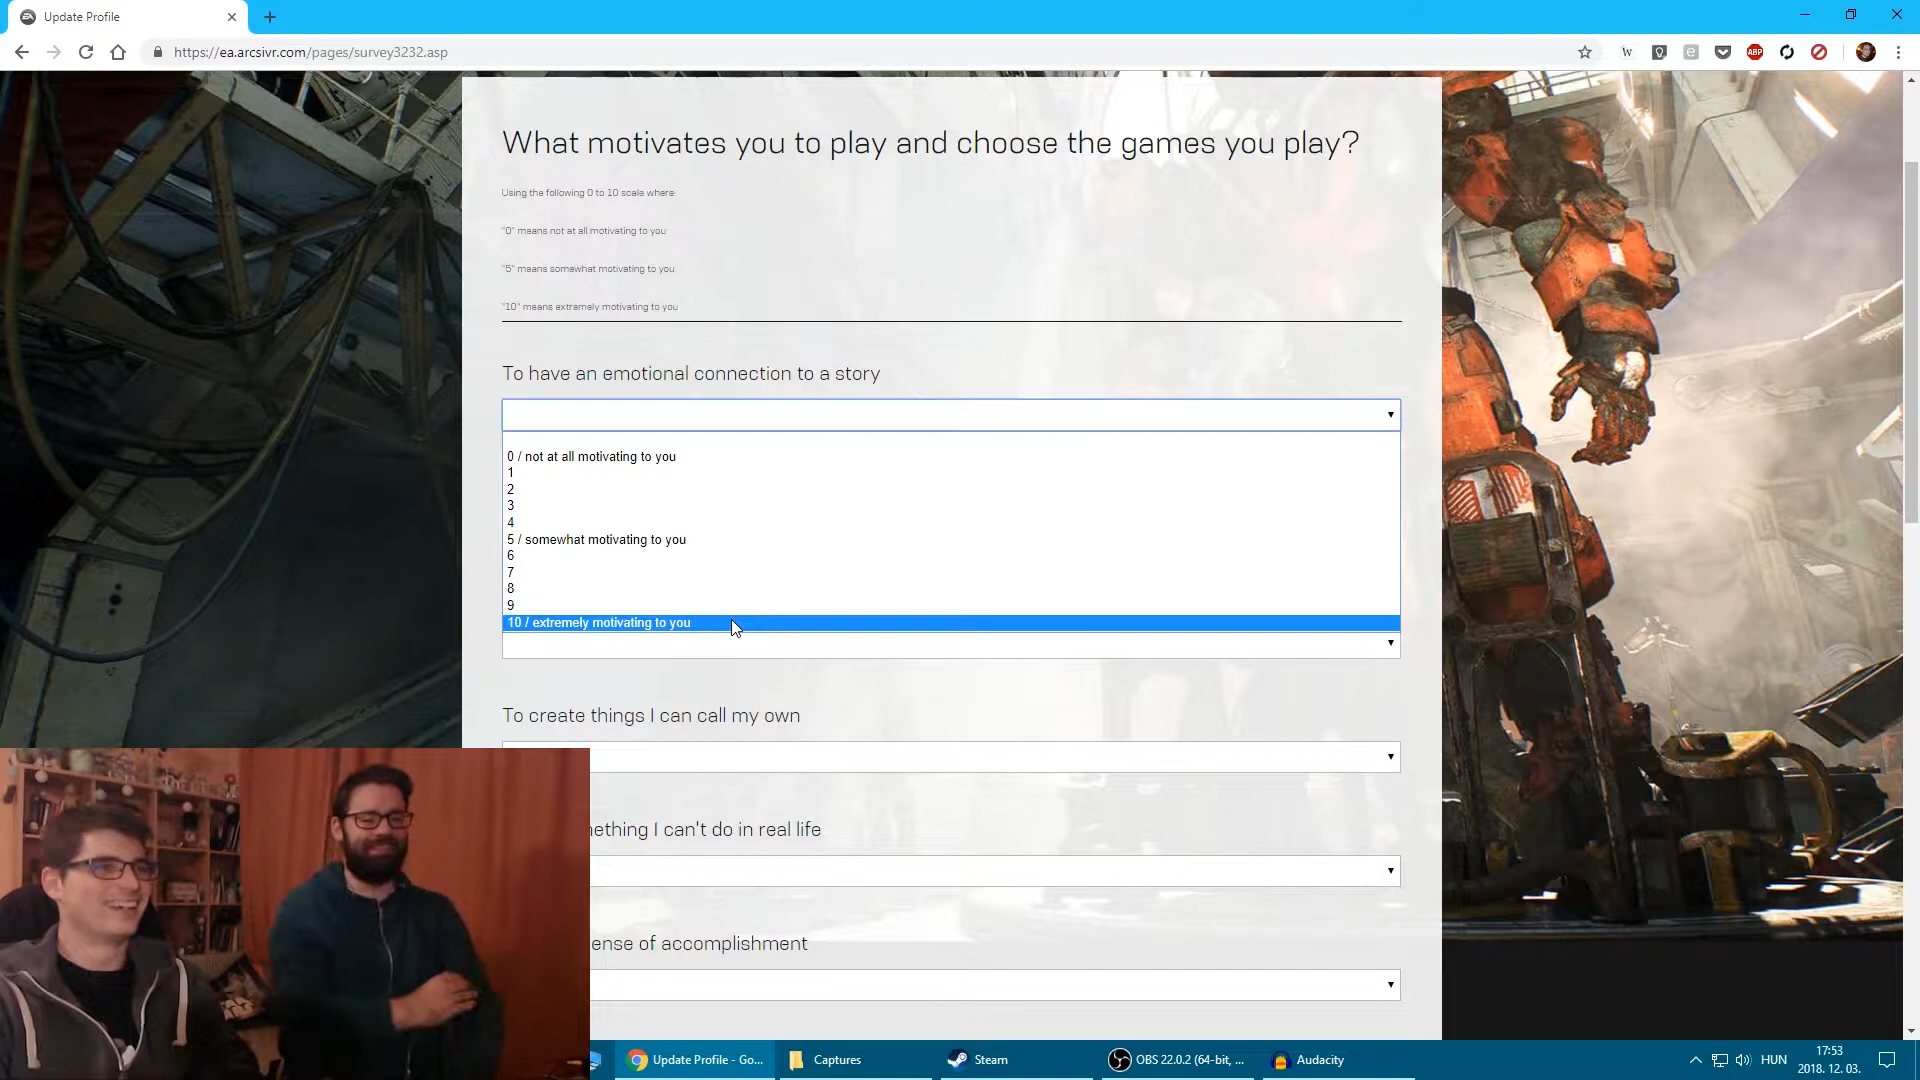 Update Profile
https://ea.arcsivr.com/pages/survey3232.asp
ABP
What motivates you to play and choose the games you play?
Using the following 0 to 10 scale where:
"0" means not at all motivating to you
"5" means somewhat motivating to you
"10" means extremely motivating to you
To have an emotional connection to a story
0 / not at all motivating to you
1
2
3
4
5 / somewhat motivating to you
6
7
8
9
10 / extremely motivating to you
To create things I can call my own
nething I can't do in real life
ense of accomplishment
Update Profile - Go...
Captures
Steam
OBS 22.0.2 (64-bit, ...
Audacity
HUN
17:53
2018. 12. 03.